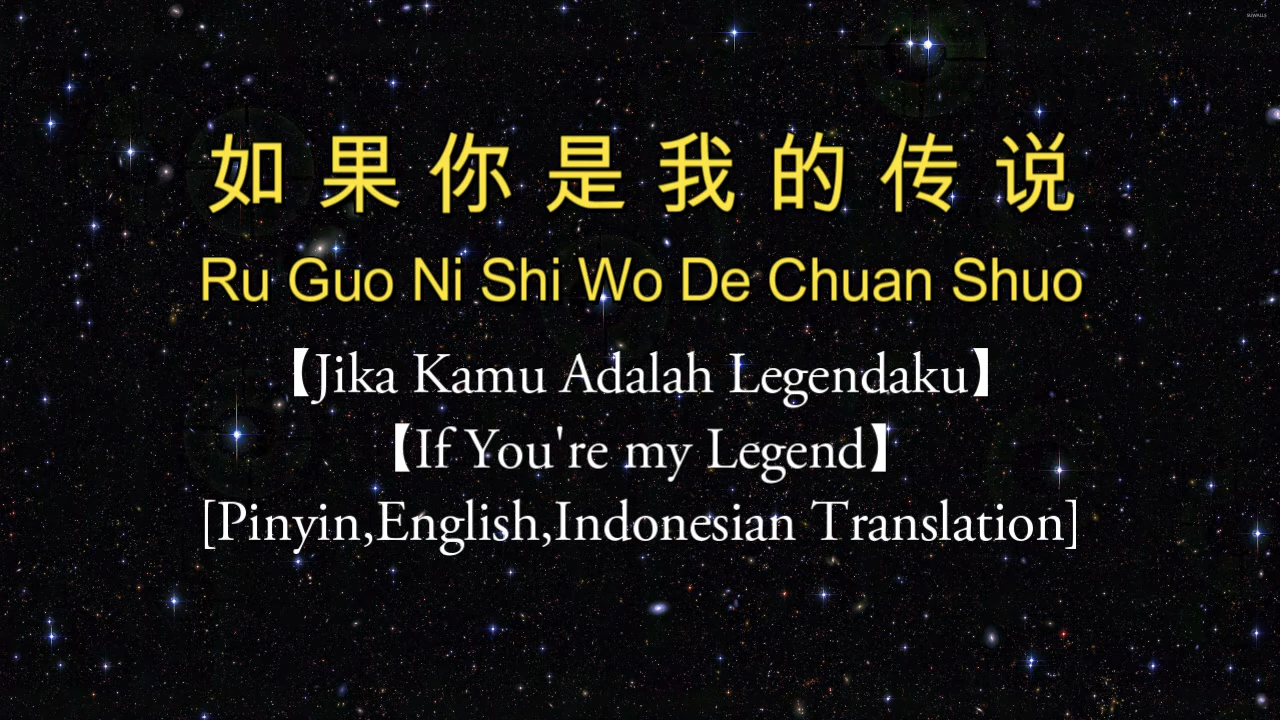 SUWALLS
如果你是我的传说
Ru Guo Ni Shi Wo De Chuan Shuo
【Jika Kamu Adalah Legendaku】
【If You're my Legend】
[Pinyin,English,Indonesian Translation]